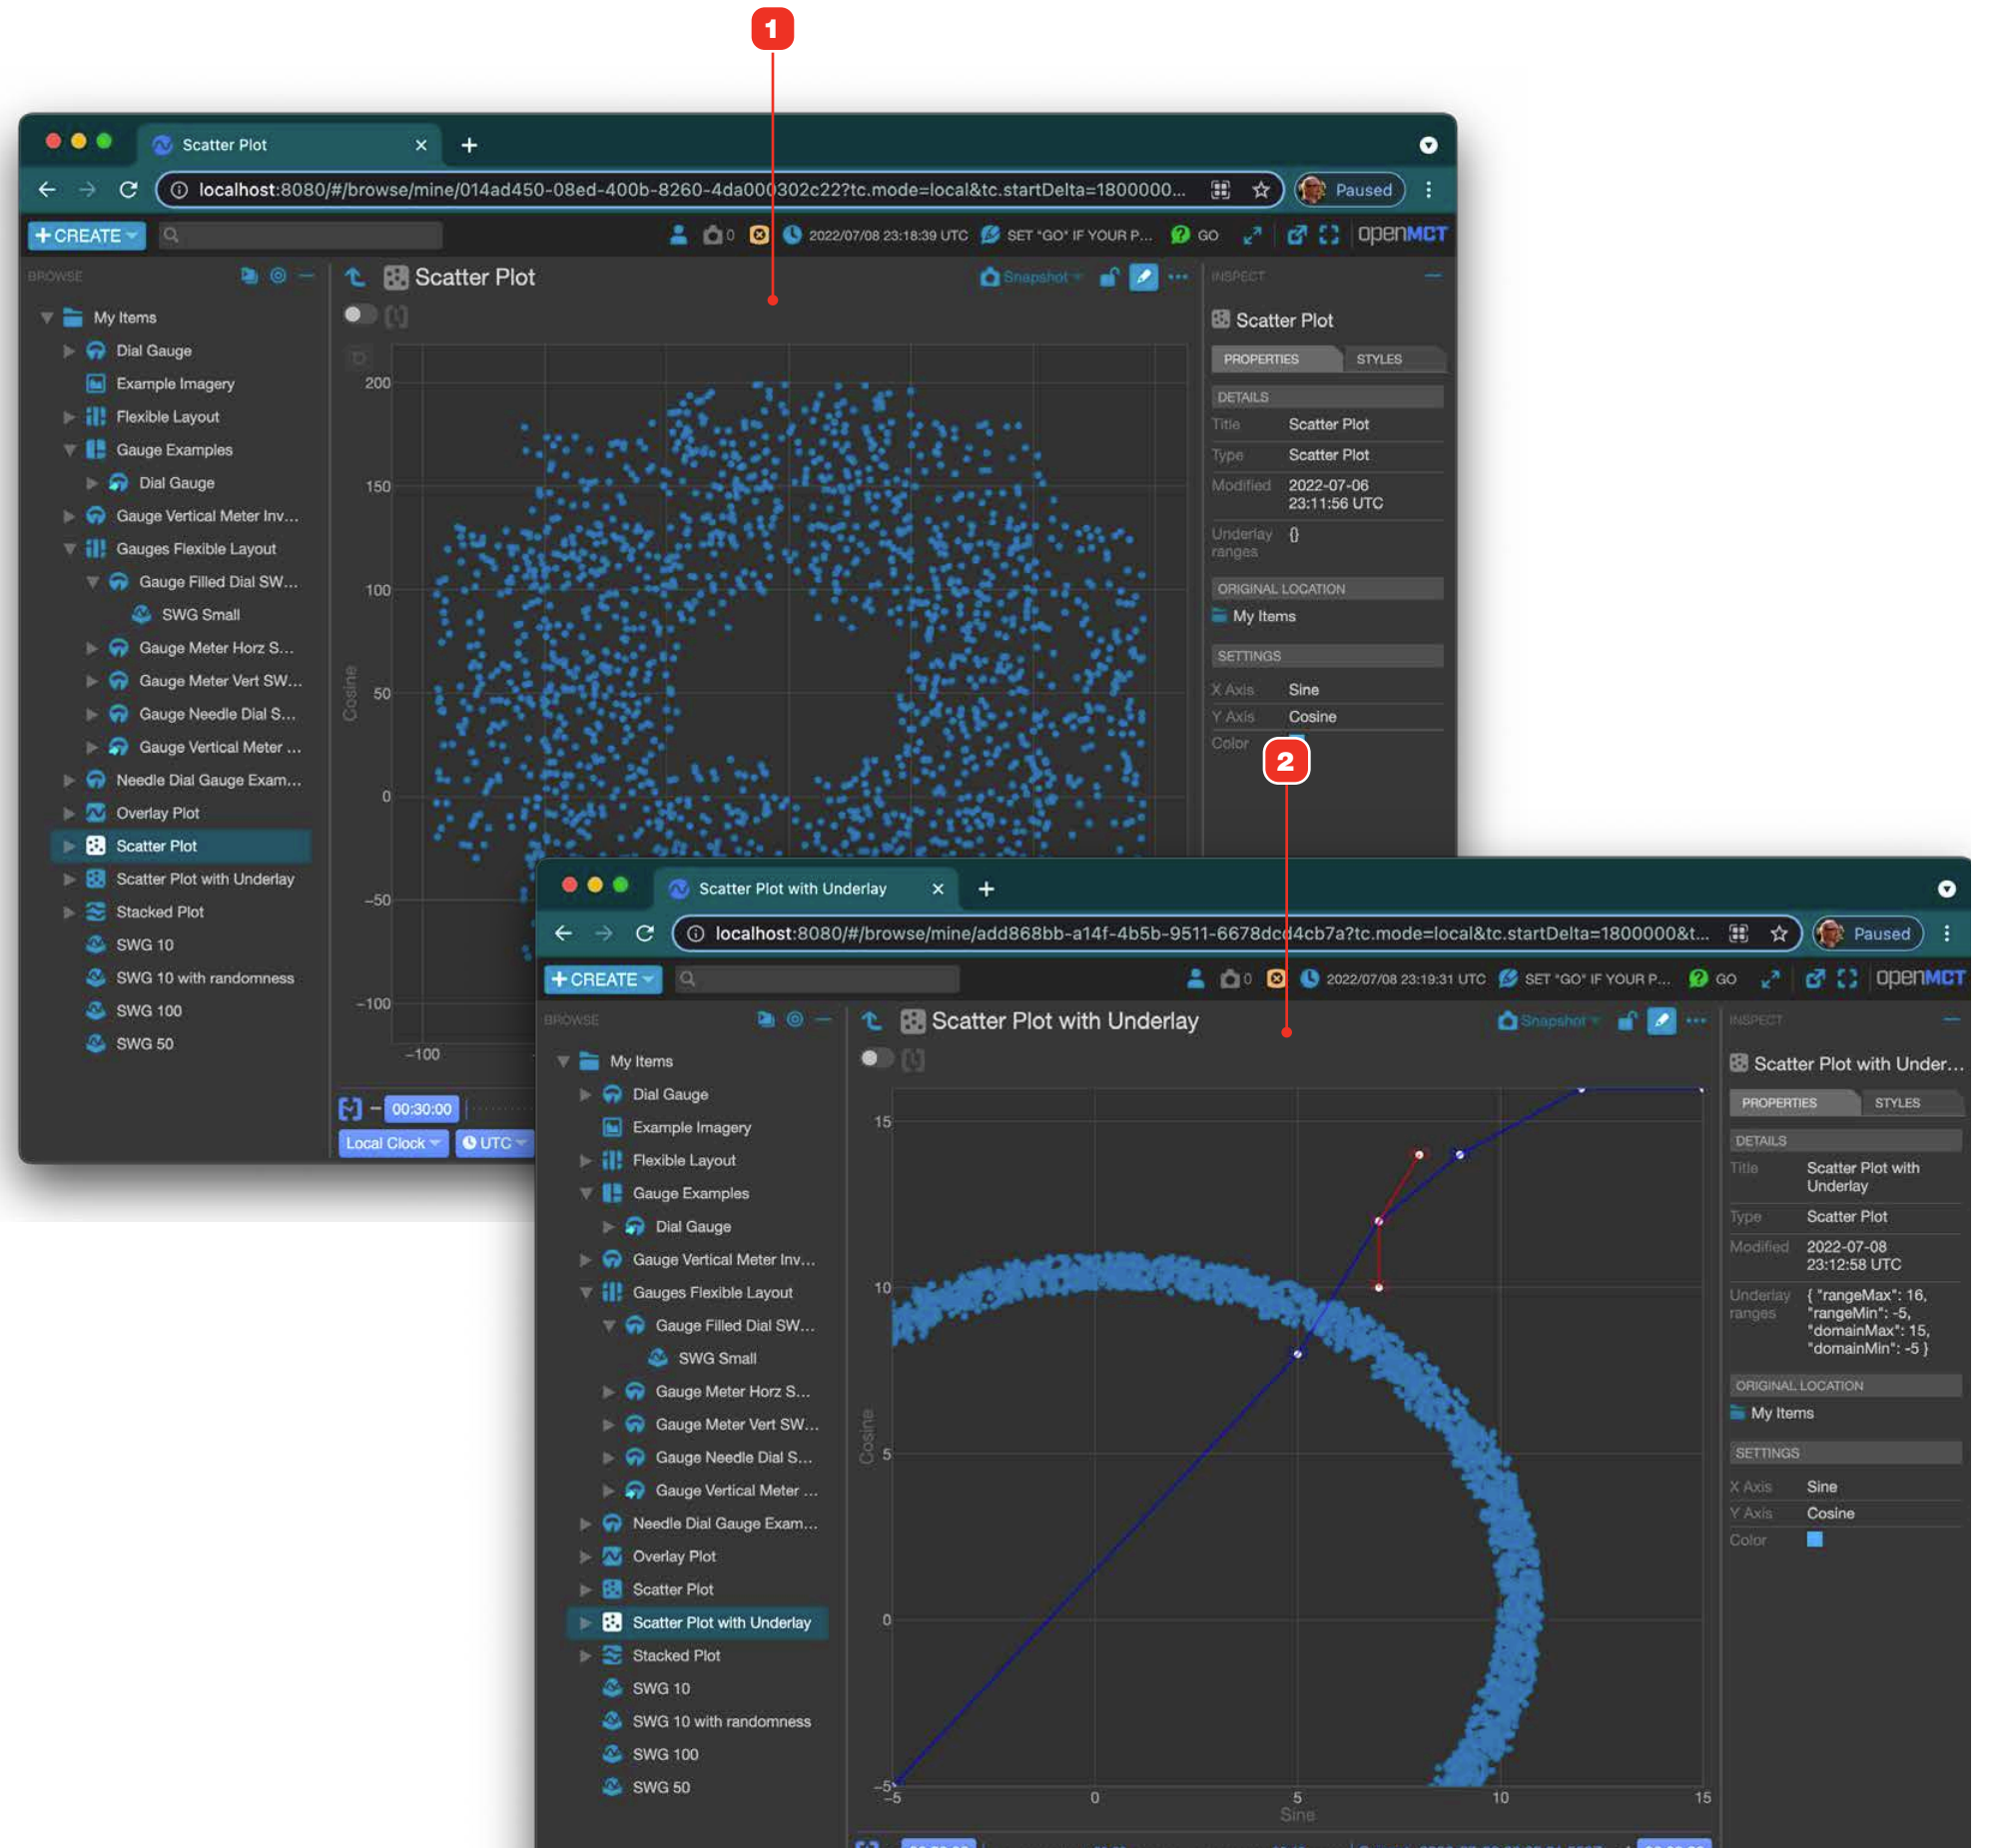 1
Scatter Plot
localhost:8080/#/browse/mine/014ad450-08ed-400b-8260-4da000302c22?tc.mode=local&tc.startDelta=1800000...
Paused
+CREATE
0
2022/07/08 23:18:39 UTC
SET "GO" IF YOUR P...
GO
openMCT
BROWSE
Scatter Plot
Snapshot
INSPECT
My Items
Dial Gauge
Example Imagery
Flexible Layout
Gauge Examples
Dial Gauge
Gauge Vertical Meter Inv...
Gauges Flexible Layout
Gauge Filled Dial SW...
SWG Small
Gauge Meter Horz S...
Gauge Meter Vert SW...
Gauge Needle Dial S...
Gauge Vertical Meter ...
Needle Dial Gauge Exam...
Overlay Plot
Scatter Plot
Scatter Plot with Underlay
Stacked Plot
SWG 10
SWG 10 with randomness
SWG 100
SWG 50
200
150
100
50
0
−50
−100
Cosine
−100
00:30:00
Local Clock
UTC
Scatter Plot
PROPERTIES
STYLES
DETAILS
Title Scatter Plot
Type Scatter Plot
Modified 2022-07-06
23:11:56 UTC
Underlay {}
ranges
ORIGINAL LOCATION
My Items
SETTINGS
X Axis Sine
Y Axis Cosine
Color
2
Scatter Plot with Underlay
localhost:8080/#/browse/mine/add868bb-a14f-4b5b-9511-6678dcd4cb7a?tc.mode=local&tc.startDelta=1800000&t...
Paused
+CREATE
0
2022/07/08 23:19:31 UTC
SET "GO" IF YOUR P...
GO
openMCT
BROWSE
Scatter Plot with Underlay
Snapshot
INSPECT
My Items
Dial Gauge
Example Imagery
Flexible Layout
Gauge Examples
Dial Gauge
Gauge Vertical Meter Inv...
Gauges Flexible Layout
Gauge Filled Dial SW...
SWG Small
Gauge Meter Horz S...
Gauge Meter Vert SW...
Gauge Needle Dial S...
Gauge Vertical Meter ...
Needle Dial Gauge Exam...
Overlay Plot
Scatter Plot
Scatter Plot with Underlay
Stacked Plot
SWG 10
SWG 10 with randomness
SWG 100
SWG 50
15
10
5
0
−5
Cosine
−5
0
5
10
15
Sine
Scatter Plot with Under...
PROPERTIES
STYLES
DETAILS
Title Scatter Plot with
Underlay
Type Scatter Plot
Modified 2022-07-08
23:12:58 UTC
Underlay { "rangeMax": 16,
ranges "rangeMin": -5,
"domainMax": 15,
"domainMin": -5 }
ORIGINAL LOCATION
My Items
SETTINGS
X Axis Sine
Y Axis Cosine
Color